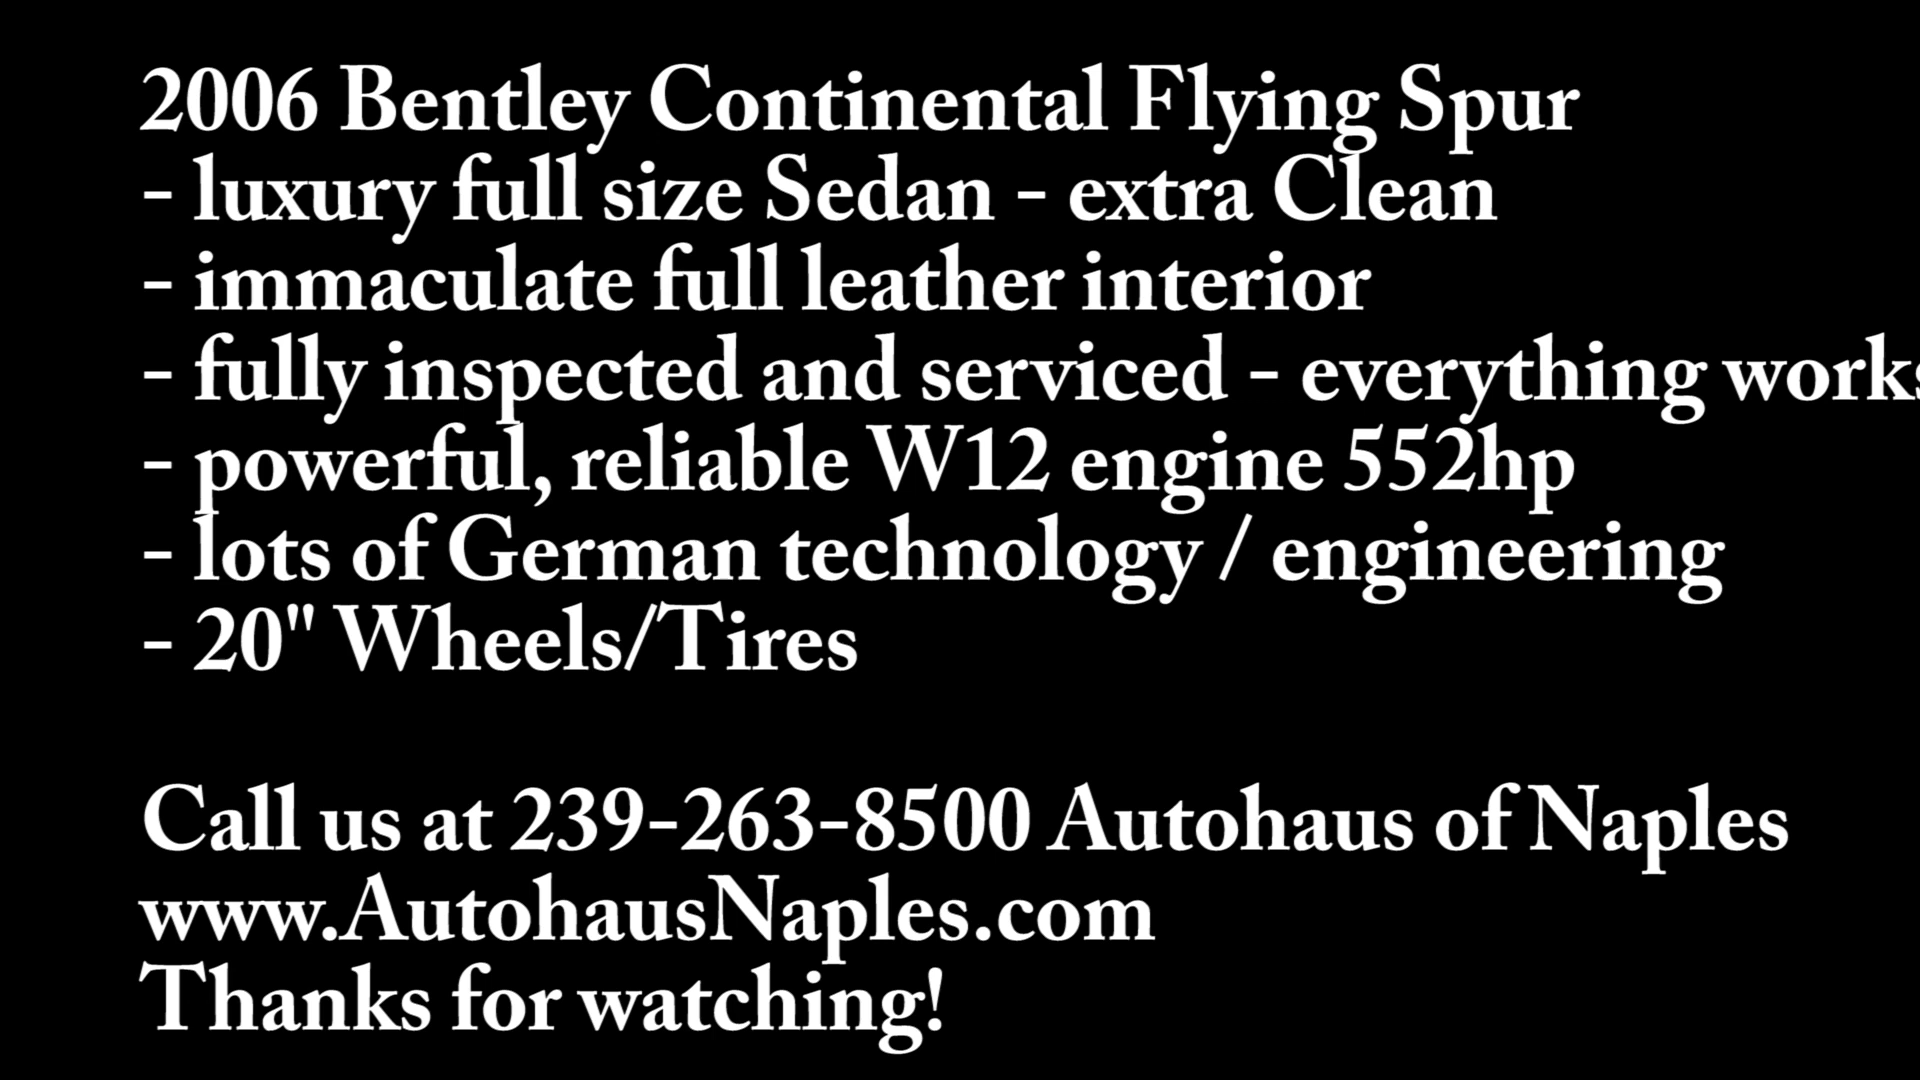 2006 Bentley Continental Flying Spur
- luxury full size Sedan - extra Clean
- immaculate full leather interior
- fully inspected and serviced - everything works
- powerful, reliable W12 engine 552hp
- lots of German technology / engineering
- 20" Wheels/Tires
Call us at 239-263-8500 Autohaus of Naples
www.AutohausNaples.com
Thanks for watching!